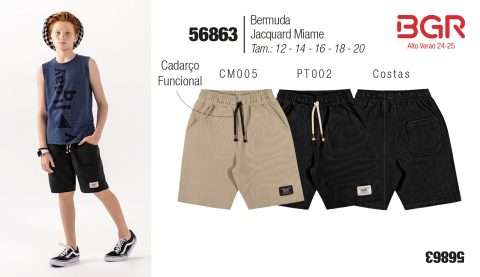 56863
Bermuda
Jacquard Miame
Tam.: 12 - 14 - 16 - 18 - 20
BGR
Alto Verao 24-25
Cadarço
Funcional
CM005
PT002
Costas
56863